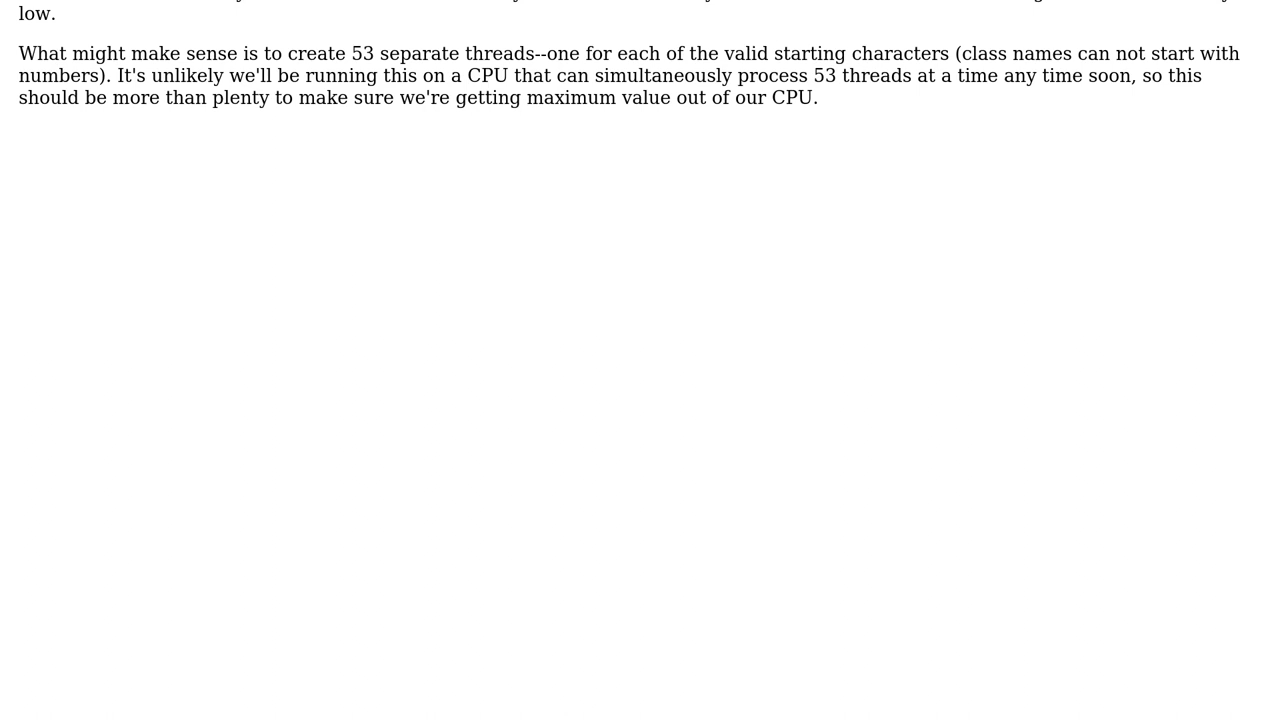 low.
What might make sense is to create 53 separate threads--one for each of the valid starting characters (class names can not start with
numbers). It's unlikely we'll be running this on a CPU that can simultaneously process 53 threads at a time any time soon, so this
should be more than plenty to make sure we're getting maximum value out of our CPU.